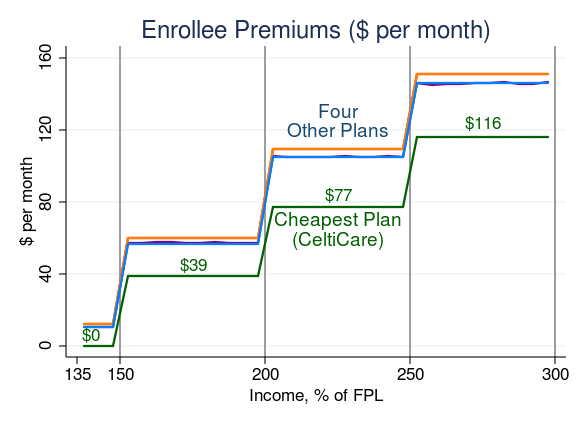 Enrollee Premiums ($ per month)
$ per month
160
120
80
40
0
Four
Other Plans
$116
$77
Cheapest Plan
(CeltiCare)
$39
$0
135 150 200 250 300
Income, % of FPL